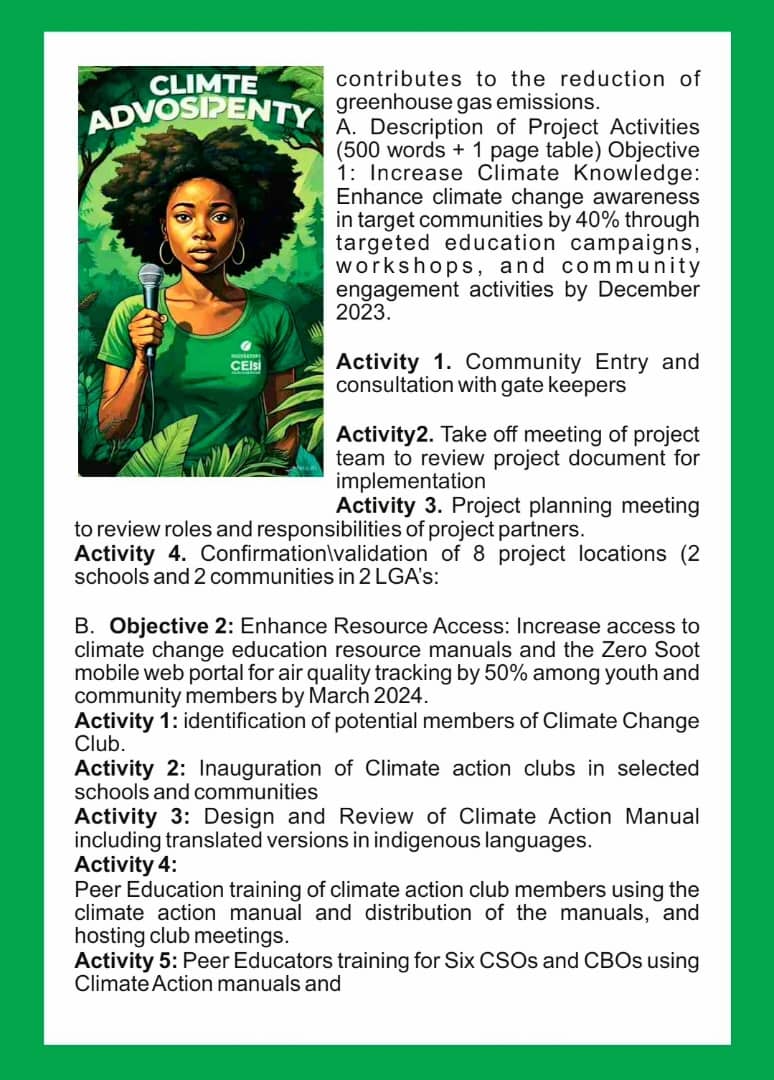 CLIMTE
ADVOSIPENTY
CEIsi
contributes to the reduction of
greenhouse gas emissions.
A. Description of Project Activities
(500 words + 1 page table) Objective
1: Increase Climate Knowledge:
Enhance climate change awareness
in target communities by 40% through
targeted education campaigns,
workshops, and community
engagement activities by December
2023.
Activity 1. Community Entry and
consultation with gate keepers
Activity2. Take off meeting of project
team to review project document for
implementation
Activity 3. Project planning meeting
to review roles and responsibilities of project partners.
Activity 4. Confirmation\validation of 8 project locations (2
schools and 2 communities in 2 LGA's:
B. Objective 2: Enhance Resource Access: Increase access to
climate change education resource manuals and the Zero Soot
mobile web portal for air quality tracking by 50% among youth and
community members by March 2024.
Activity 1: identification of potential members of Climate Change
Club.
Activity 2: Inauguration of Climate action clubs in selected
schools and communities
Activity 3: Design and Review of Climate Action Manual
including translated versions in indigenous languages.
Activity 4:
Peer Education training of climate action club members using the
climate action manual and distribution of the manuals, and
hosting club meetings.
Activity 5: Peer Educators training for Six CSOs and CBOs using
Climate Action manuals and